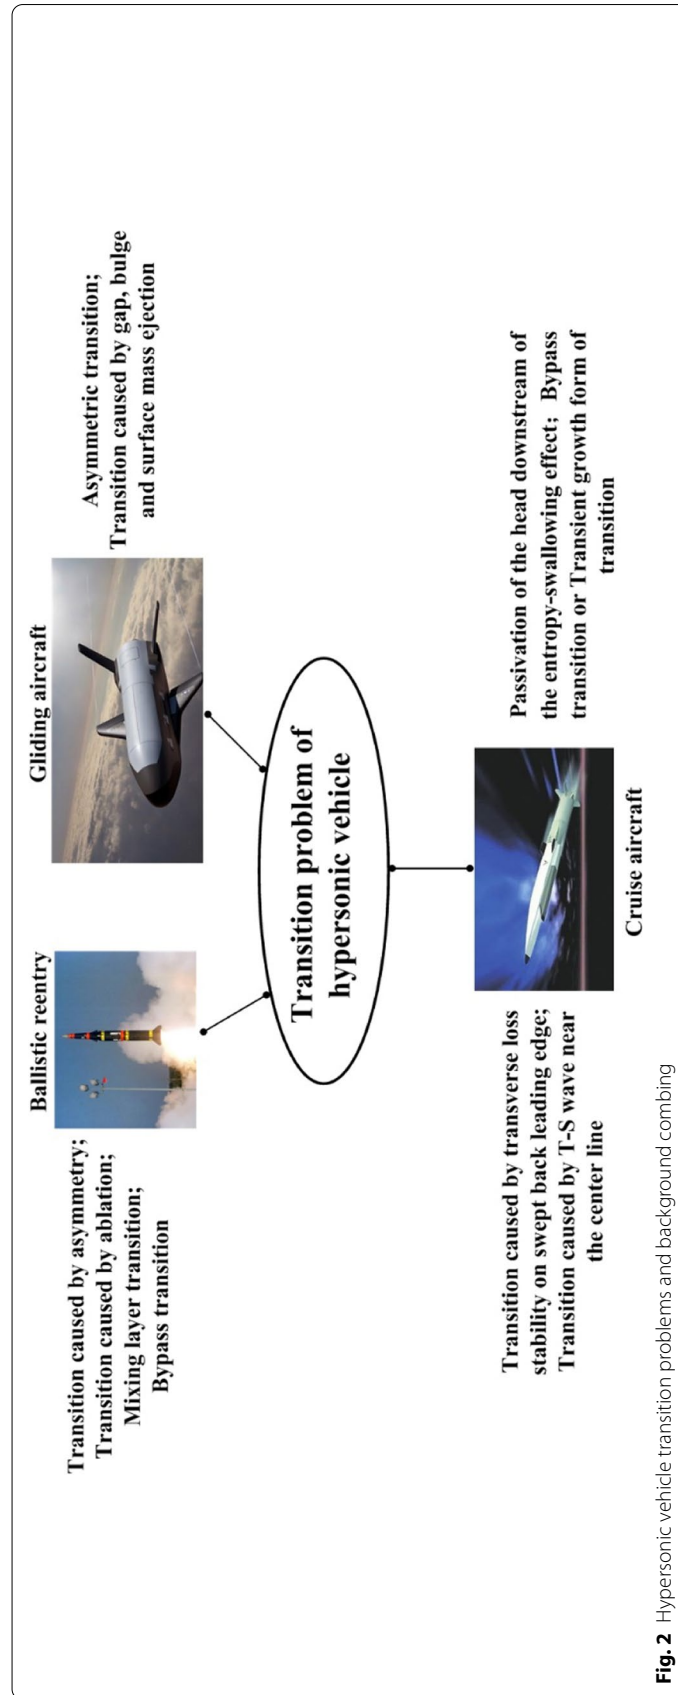 Ballistic reentry
Gliding aircraft
Transition caused by asymmetry;
Transition caused by ablation;
Mixing layer transition;
Bypass transition
Asymmetric transition;
Transition caused by gap, bulge
and surface mass ejection
Transition problem of
hypersonic vehicle
Transition caused by transverse loss
stability on swept back leading edge;
Transition caused by T-S wave near
the center line
Passivation of the head downstream of
the entropy-swallowing effect; Bypass
transition or Transient growth form of
transition
Cruise aircraft
Fig. 2 Hypersonic vehicle transition problems and background combing